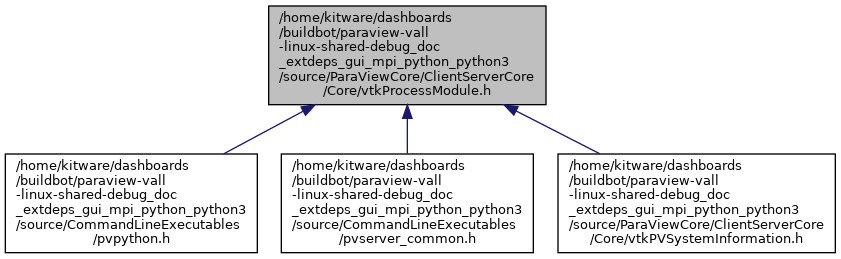 /home/kitware/dashboards
/buildbot/paraview-vall
-linux-shared-debug_doc
_extdeps_gui_mpi_python_python3
/source/ParaViewCore/ClientServerCore
/Core/vtkProcessModule.h
/home/kitware/dashboards
/buildbot/paraview-vall
-linux-shared-debug_doc
_extdeps_gui_mpi_python_python3
/source/CommandLineExecutables
/pvpython.h
/home/kitware/dashboards
/buildbot/paraview-vall
-linux-shared-debug_doc
_extdeps_gui_mpi_python_python3
/source/CommandLineExecutables
/pvserver_common.h
/home/kitware/dashboards
/buildbot/paraview-vall
-linux-shared-debug_doc
_extdeps_gui_mpi_python_python3
/source/ParaViewCore/ClientServerCore
/Core/vtkPVSystemInformation.h